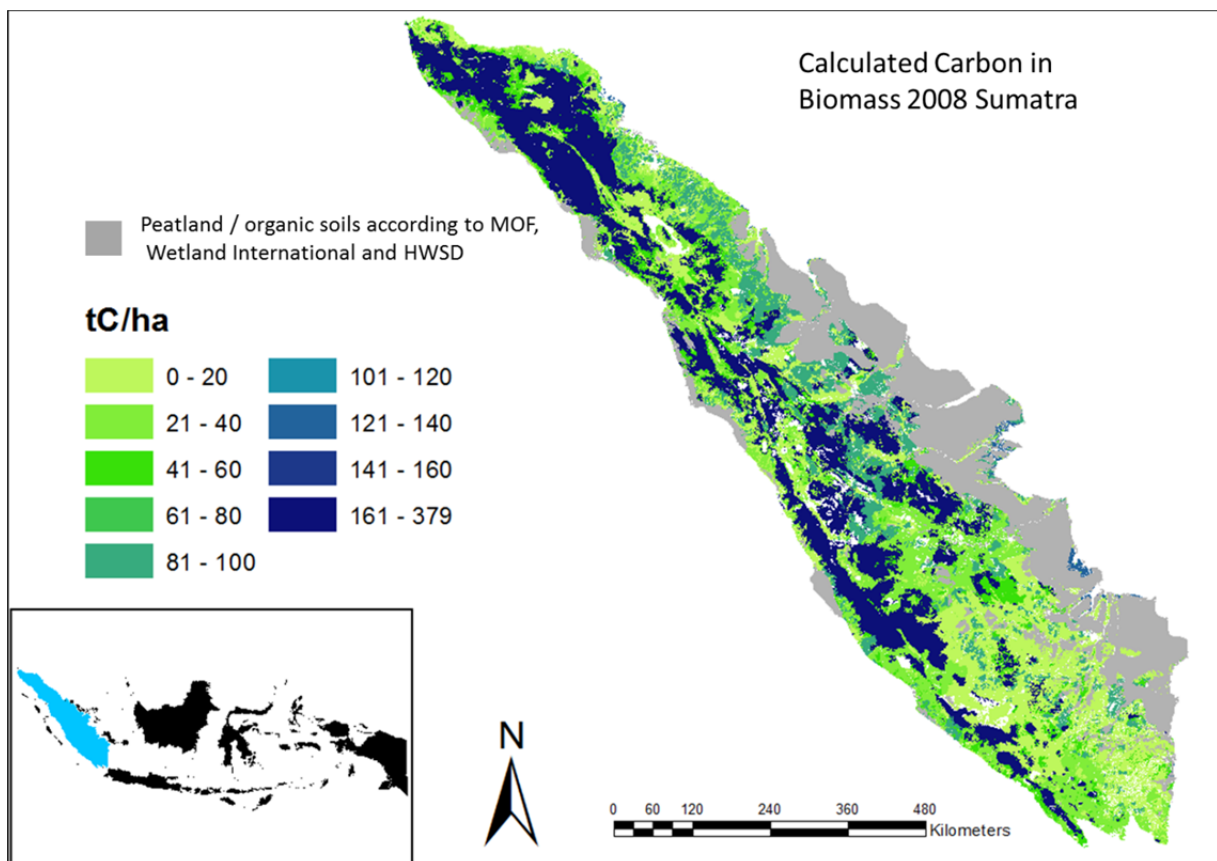 Calculated Carbon in
Biomass 2008 Sumatra
Peatland / organic soils according to MOF,
Wetland International and HWSD
tC/ha
0 - 20
21 - 40
41 - 60
61 - 80
81 - 100
101 - 120
121 - 140
141 - 160
161 - 379
N
0 60 120 240 360 480
Kilometers